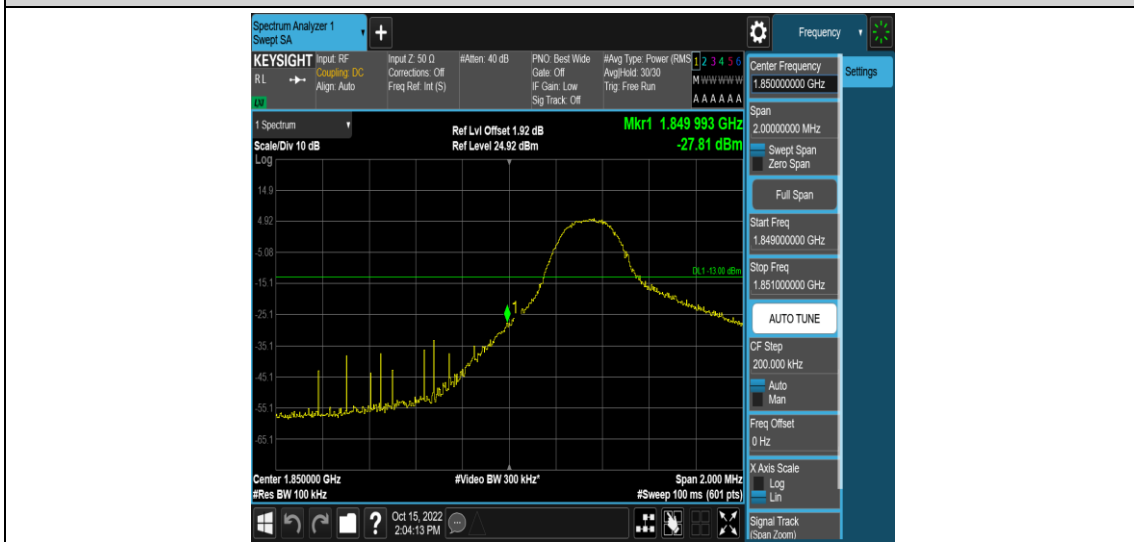 Spectrum Analyzer 1
Swept SA
+
Frequency
KEYSIGHT
RL
Input: RF
Coupling: DC
Align: Auto
Input Z: 50 Ω
Corrections: Off
Freq Ref: Int (S)
#Atten: 40 dB
PNO: Best Wide
Gate: Off
IF Gain: Low
Sig Track: Off
#Avg Type: Power (RMS
Avg|Hold: 30/30
Trig: Free Run
1 2 3 4 5 6
M W W W W W
A A A A A A
Center Frequency
1.850000000 GHz
Settings
Span
2.00000000 MHz
Swept Span
Zero Span
Full Span
Start Freq
1.849000000 GHz
Stop Freq
1.851000000 GHz
AUTO TUNE
CF Step
200.000 kHz
Auto
Man
Freq Offset
0 Hz
X Axis Scale
Log
Lin
Signal Track
(Span Zoom)
1 Spectrum
Scale/Div 10 dB
Log
Ref Lvl Offset 1.92 dB
Ref Level 24.92 dBm
Mkr1 1.849 993 GHz
-27.81 dBm
14.9
4.92
-5.08
DL1 -13.00 dBm
-15.1
1
-25.1
-35.1
-45.1
-55.1
-65.1
Center 1.850000 GHz
#Video BW 300 kHz*
Span 2.000 MHz
#Res BW 100 kHz
#Sweep 100 ms (601 pts)
?
Oct 15, 2022
2:04:13 PM